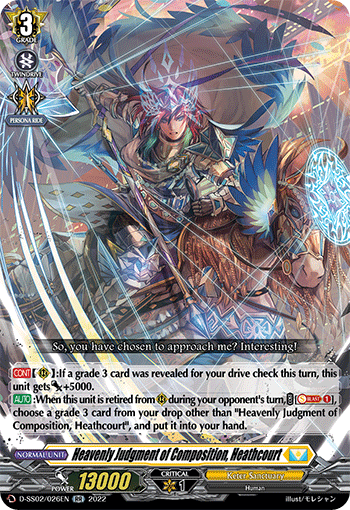 3
GRADE
TWINDRIVE
PERSONA RIDE
So, you have chosen to approach me? Interesting!
CONT【 R 】:If a grade 3 card was revealed for your drive check this turn, this
unit gets +5000.
AUTO:When this unit is retired from R during your opponent's turn, [ BLAST 1],
choose a grade 3 card from your drop other than "Heavenly Judgment of
Composition, Heathcourt", and put it into your hand.
NORMAL UNIT
Heavenly Judgment of Composition, Heathcourt
POWER 13000
CRITICAL
1
Keter Sanctuary
Human
D-SS02/026EN RR 2022
illust/モレシャン